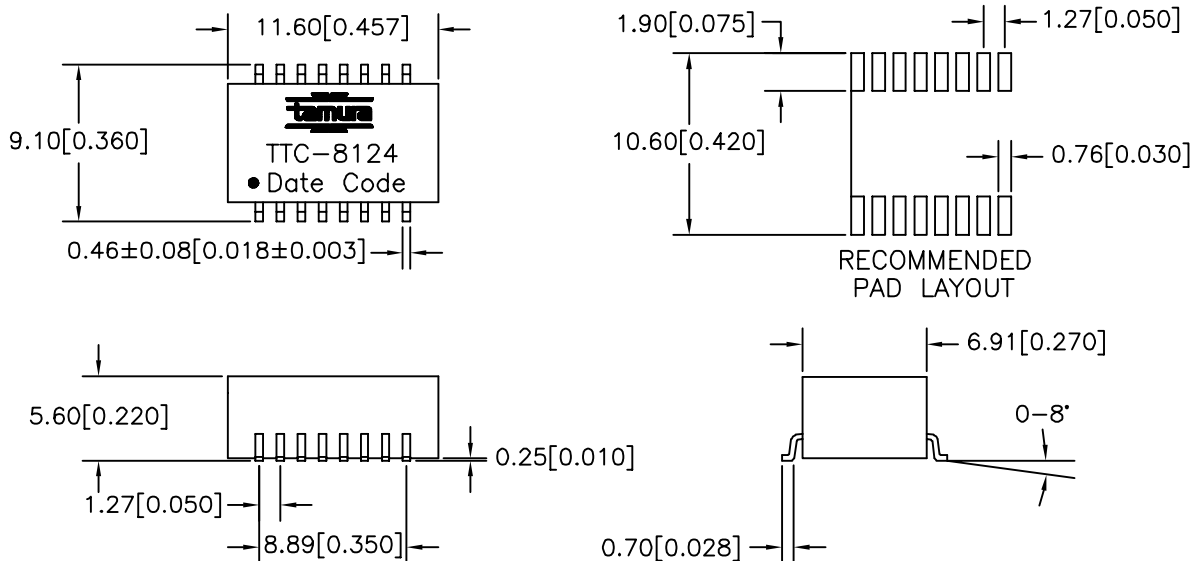 11.60[0.457]
9.10[0.360]
tamura
TTC-8124
Date Code
0.46±0.08[0.018±0.003]
1.90[0.075]
1.27[0.050]
10.60[0.420]
0.76[0.030]
RECOMMENDED
PAD LAYOUT
5.60[0.220]
0.25[0.010]
1.27[0.050]
8.89[0.350]
6.91[0.270]
0-8°
0.70[0.028]